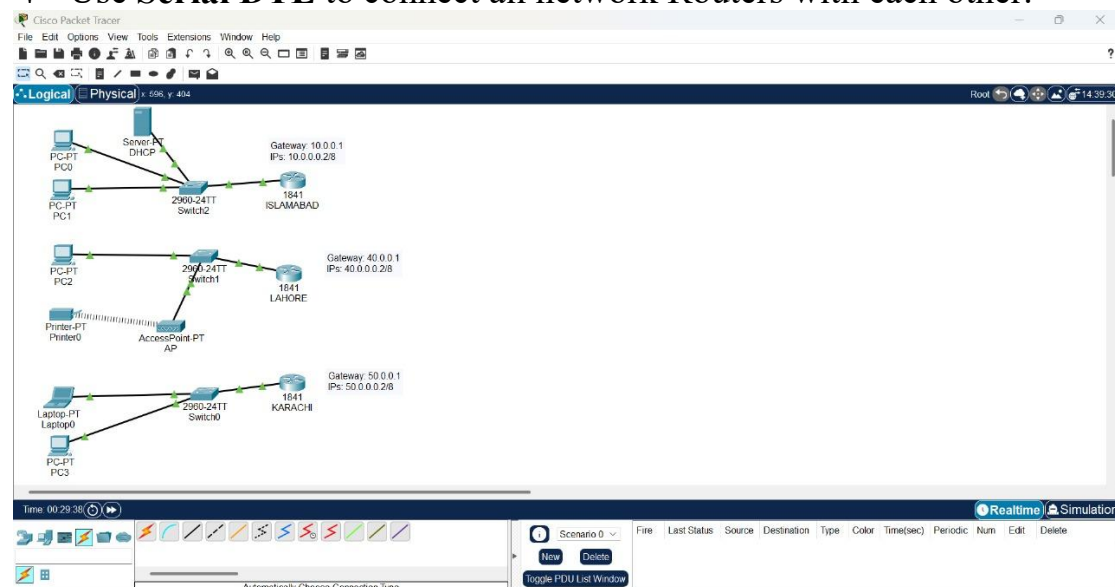 Use Serial DTE to connect all network Routers with each other.
Cisco Packet Tracer
File Edit Options View Tools Extensions Window Help
?
Logical Physical x: 596, y: 404
Root 14:39:30
Server-PT
DHCP
PC-PT
PC0
Gateway: 10.0.0.1
IPs: 10.0.0.0.2/8
PC-PT
PC1
2960-24TT
Switch2
1841
ISLAMABAD
PC-PT
PC2
2960-24TT
Switch1
Gateway: 40.0.0.1
IPs: 40.0.0.0.2/8
1841
LAHORE
Printer-PT
Printer0
AccessPoint-PT
AP
Gateway: 50.0.0.1
IPs: 50.0.0.0.2/8
Laptop-PT
Laptop0
2960-24TT
Switch0
1841
KARACHI
PC-PT
PC3
Time: 00:29:38
Realtime Simulation
Scenario 0
New Delete
Toggle PDU List Window
Fire Last Status Source Destination Type Color Time(sec) Periodic Num Edit Delete
Automatically Choose Connection Type